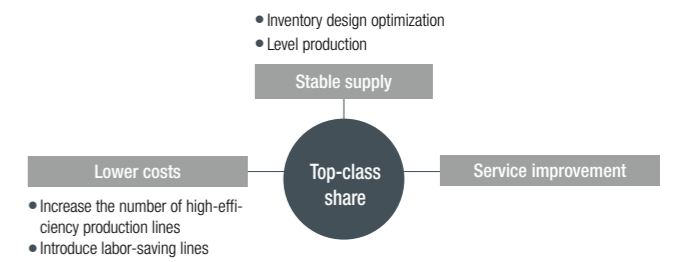 ● Inventory design optimization
● Level production
Stable supply
Lower costs
Top-class
share
Service improvement
● Increase the number of high-effi-
ciency production lines
● Introduce labor-saving lines